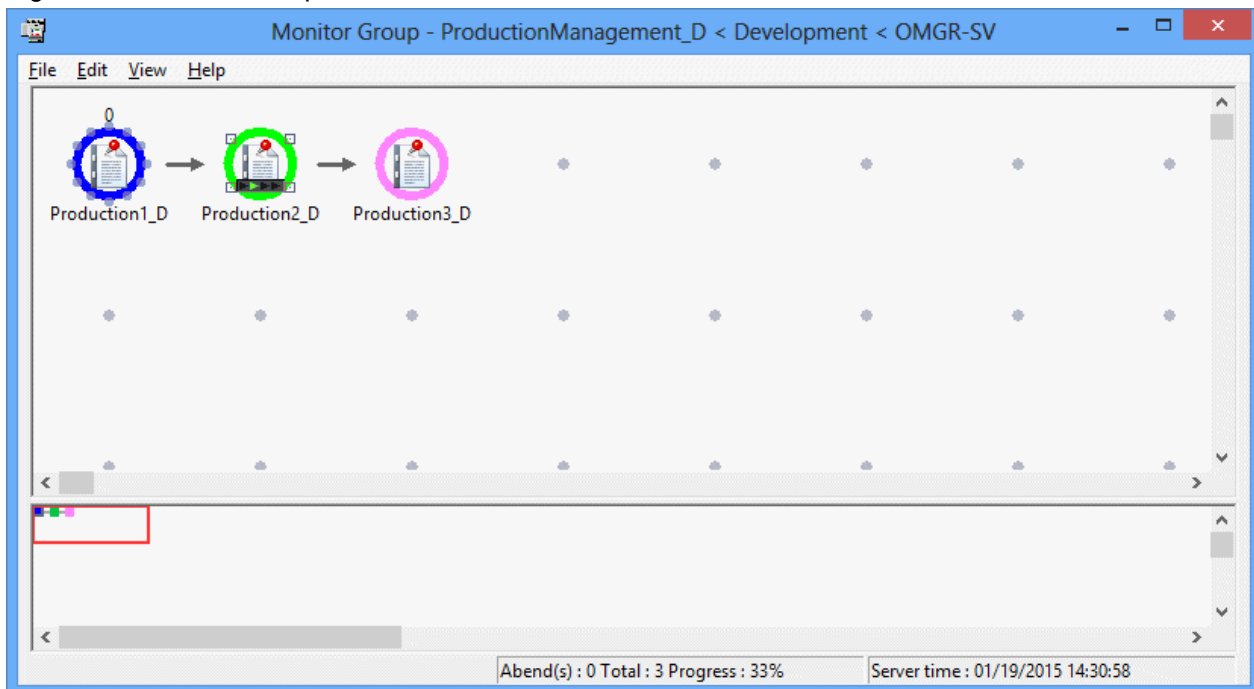 Monitor Group - ProductionManagement_D < Development < OMGR-SV
File Edit View Help
0
Production1_D Production2_D Production3_D
Abend(s) : 0 Total : 3 Progress : 33% Server time : 01/19/2015 14:30:58